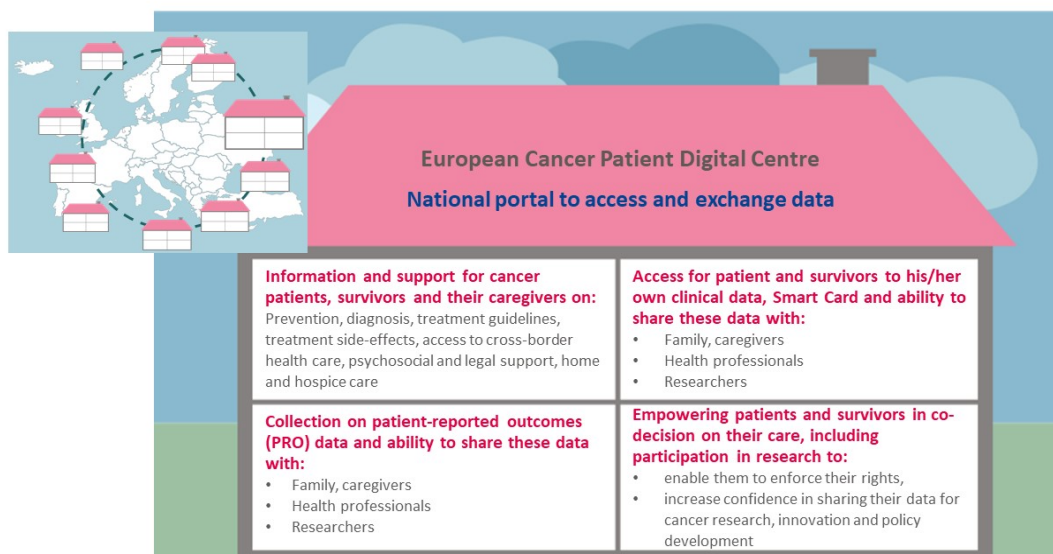 European Cancer Patient Digital Centre
National portal to access and exchange data
Information and support for cancer
patients, survivors and their caregivers on:
Prevention, diagnosis, treatment guidelines,
treatment side-effects, access to cross-border
health care, psychosocial and legal support, home
and hospice care
Access for patient and survivors to his/her
own clinical data, Smart Card and ability to
share these data with:
• Family, caregivers
• Health professionals
• Researchers
Collection on patient-reported outcomes
(PRO) data and ability to share these data
with:
• Family, caregivers
• Health professionals
• Researchers
Empowering patients and survivors in co-
decision on their care, including
participation in research to:
• enable them to enforce their rights,
• increase confidence in sharing their data for
cancer research, innovation and policy
development